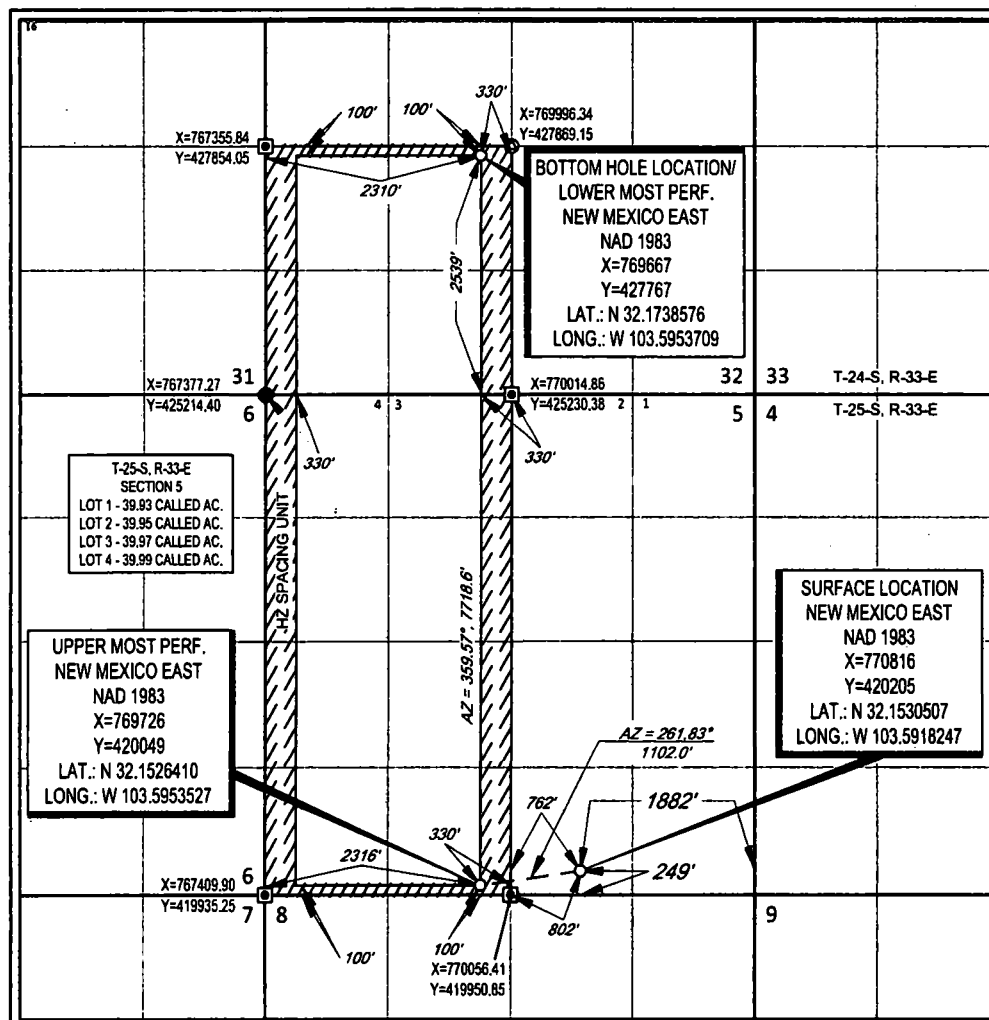 16
100'
100'
330'
X=769996.34
Y=427869.15
X=767355.84
Y=427854.05
2310'
BOTTOM HOLE LOCATION/
LOWER MOST PERF.
NEW MEXICO EAST
NAD 1983
X=769667
Y=427767
LAT.: N 32.1738576
LONG.: W 103.5953709
2539'
X=767377.27
Y=425214.40
31
6
330'
4
3
X=770014.86
Y=425230.38
330'
2
1
32
33
5
4
T-24-S, R-33-E
T-25-S, R-33-E
T-25-S, R-33-E
SECTION 5
LOT 1 - 39.93 CALLED AC.
LOT 2 - 39.95 CALLED AC.
LOT 3 - 39.97 CALLED AC.
LOT 4 - 39.99 CALLED AC.
HZ SPACING UNIT
AZ = 359.57°, 7718.6'
UPPER MOST PERF.
NEW MEXICO EAST
NAD 1983
X=769726
Y=420049
LAT.: N 32.1526410
LONG.: W 103.5953527
SURFACE LOCATION
NEW MEXICO EAST
NAD 1983
X=770816
Y=420205
LAT.: N 32.1530507
LONG.: W 103.5918247
AZ = 261.83°
1102.0'
762'
1882'
330'
2316'
249'
802'
X=767409.90
Y=419935.25
6
7
8
9
100'
100'
X=770056.41
Y=419950.85